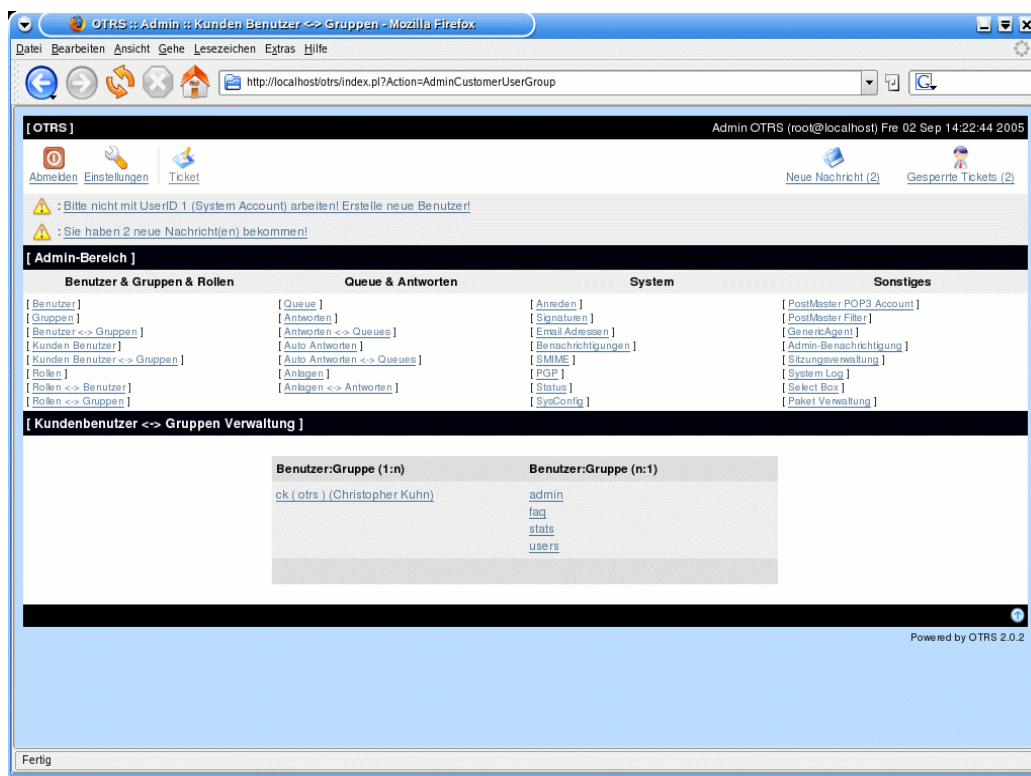 OTRS :: Admin :: Kunden Benutzer <-> Gruppen - Mozilla Firefox
Datei Bearbeiten Ansicht Gehe Lesezeichen Extras Hilfe
http://localhost/otrs/index.pl?Action=AdminCustomerUserGroup
G
[ OTRS ] Admin OTRS (root@localhost) Fre 02 Sep 14:22:44 2005
Abmelden Einstellungen Ticket Neue Nachricht (2) Gesperrte Tickets (2)
: Bitte nicht mit UserID 1 (System Account) arbeiten! Erstelle neue Benutzer!
: Sie haben 2 neue Nachricht(en) bekommen!
[ Admin-Bereich ]
Benutzer & Gruppen & Rollen Queue & Antworten System Sonstiges
[ Benutzer ] [ Queue ] [ Anreden ] [ PostMaster POP3 Account ]
[ Gruppen ] [ Antworten ] [ Signaturen ] [ PostMaster Filter ]
[ Benutzer <-> Gruppen ] [ Antworten <-> Queues ] [ Email Adressen ] [ GenericAgent ]
[ Kunden Benutzer ] [ Auto Antworten ] [ Benachrichtigungen ] [ Admin-Benachrichtigung ]
[ Kunden Benutzer <-> Gruppen ] [ Auto Antworten <-> Queues ] [ SMIME ] [ Sitzungsverwaltung ]
[ Rollen ] [ Anlagen ] [ PGP ] [ System Log ]
[ Rollen <-> Benutzer ] [ Anlagen <-> Antworten ] [ Status ] [ Select Box ]
[ Rollen <-> Gruppen ] [ SysConfig ] [ Paket Verwaltung ]
[ Kundenbenutzer <-> Gruppen Verwaltung ]
Benutzer:Gruppe (1:n) Benutzer:Gruppe (n:1)
ck ( otrs ) (Christopher Kuhn) admin
faq
stats
users
Powered by OTRS 2.0.2
Fertig